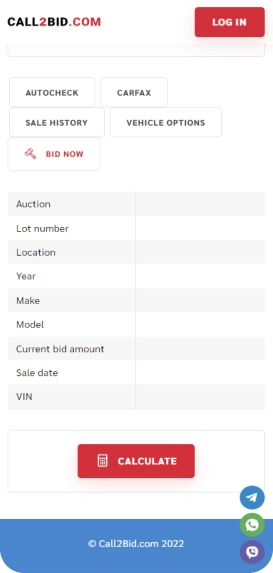 CALL2BID.COM LOG IN
AUTOCHECK CARFAX
SALE HISTORY VEHICLE OPTIONS
BID NOW
Auction
Lot number
Location
Year
Make
Model
Current bid amount
Sale date
VIN
CALCULATE
© Call2Bid.com 2022